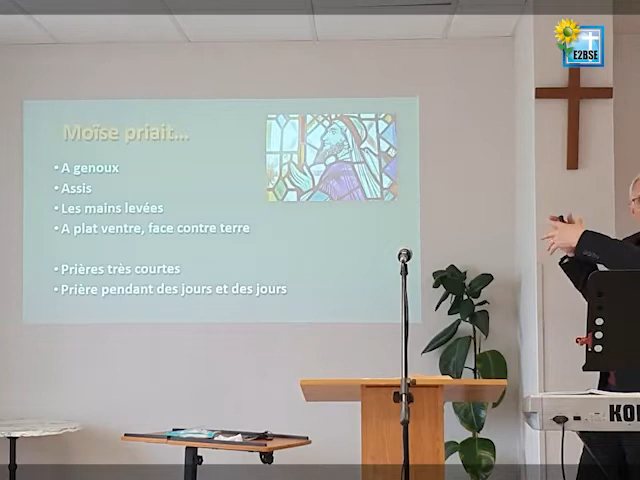 E2BSE
Moïse priait...
• A genoux
• Assis
• Les mains levées
• A plat ventre, face contre terre
• Prières très courtes
• Prière pendant des jours et des jours